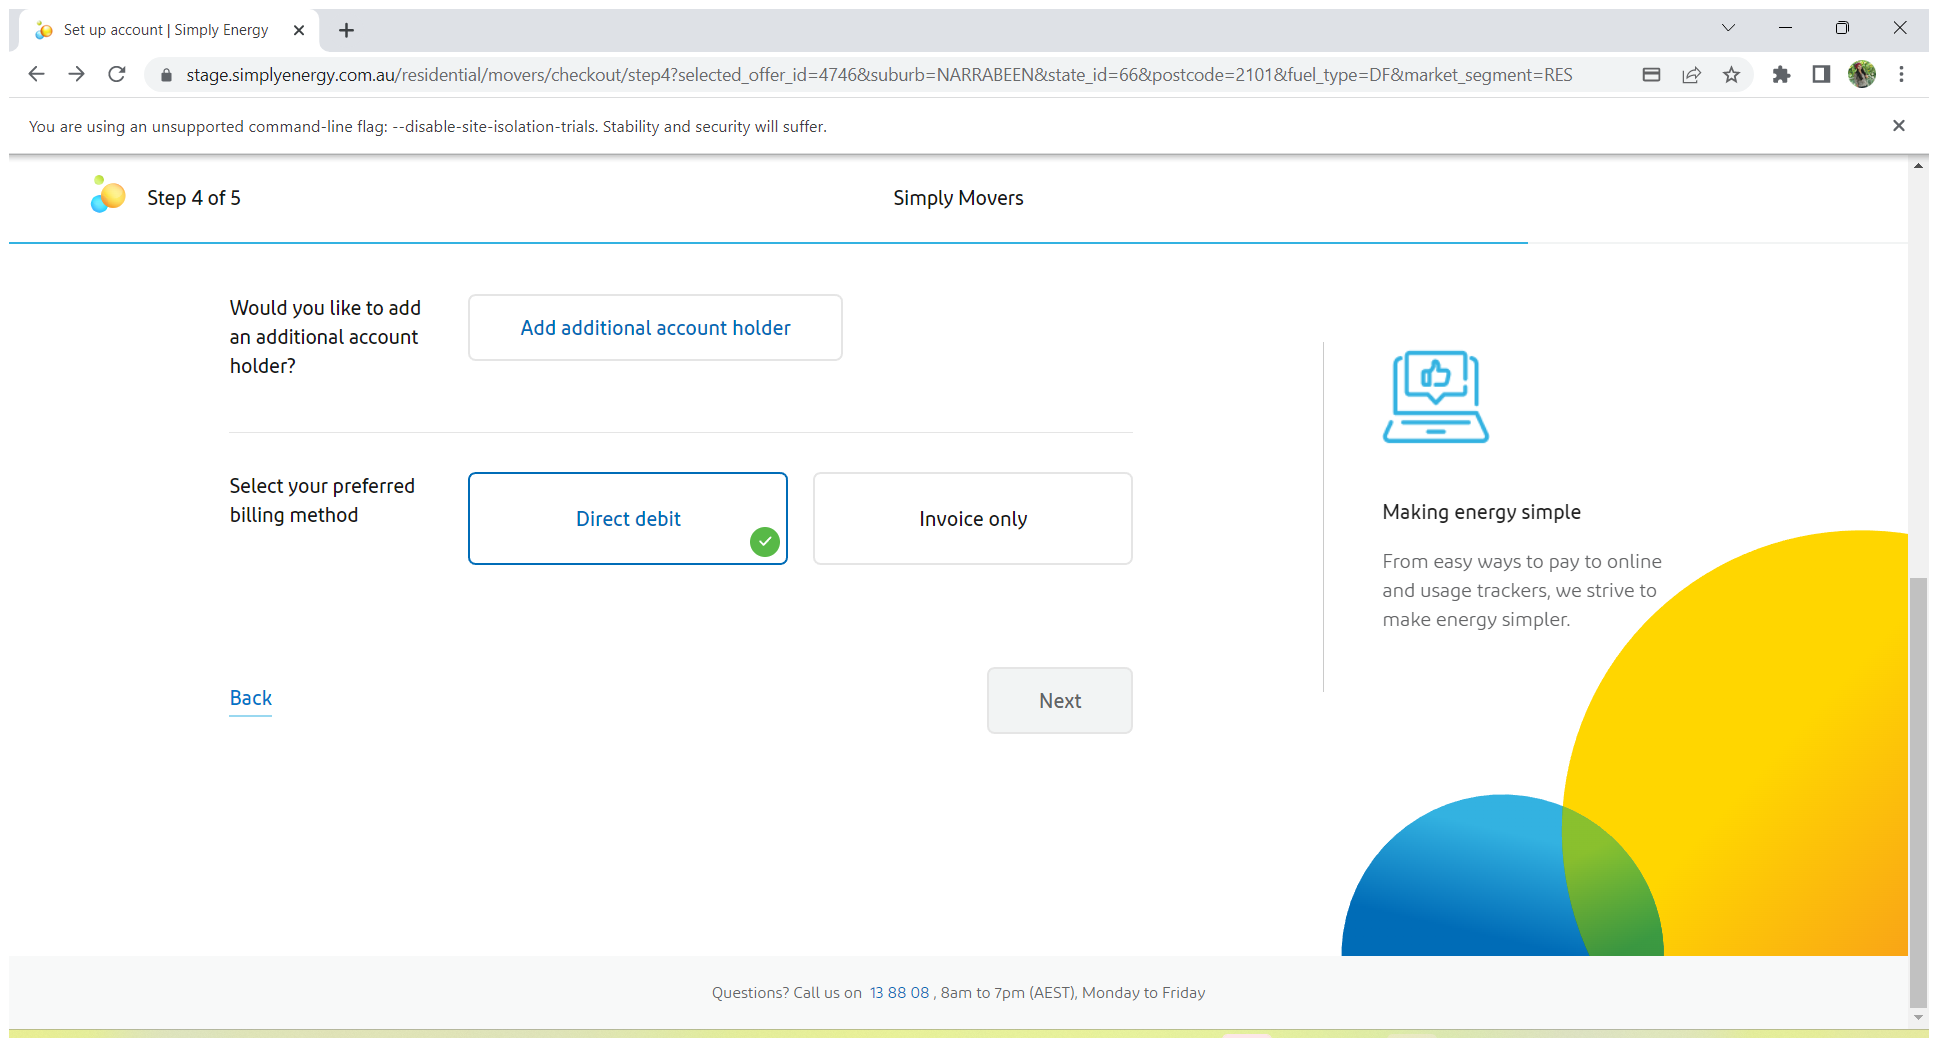 Set up account | Simply Energy
stage.simplyenergy.com.au/residential/movers/checkout/step4?selected_offer_id=4746&suburb=NARRABEEN&state_id=66&postcode=2101&fuel_type=DF&market_segment=RES
You are using an unsupported command-line flag: --disable-site-isolation-trials. Stability and security will suffer.
Step 4 of 5
Simply Movers
Would you like to add
an additional account
holder?
Add additional account holder
Select your preferred
billing method
Direct debit
Invoice only
Back
Next
Making energy simple
From easy ways to pay to online
and usage trackers, we strive to
make energy simpler.
Questions? Call us on 13 88 08 , 8am to 7pm (AEST), Monday to Friday